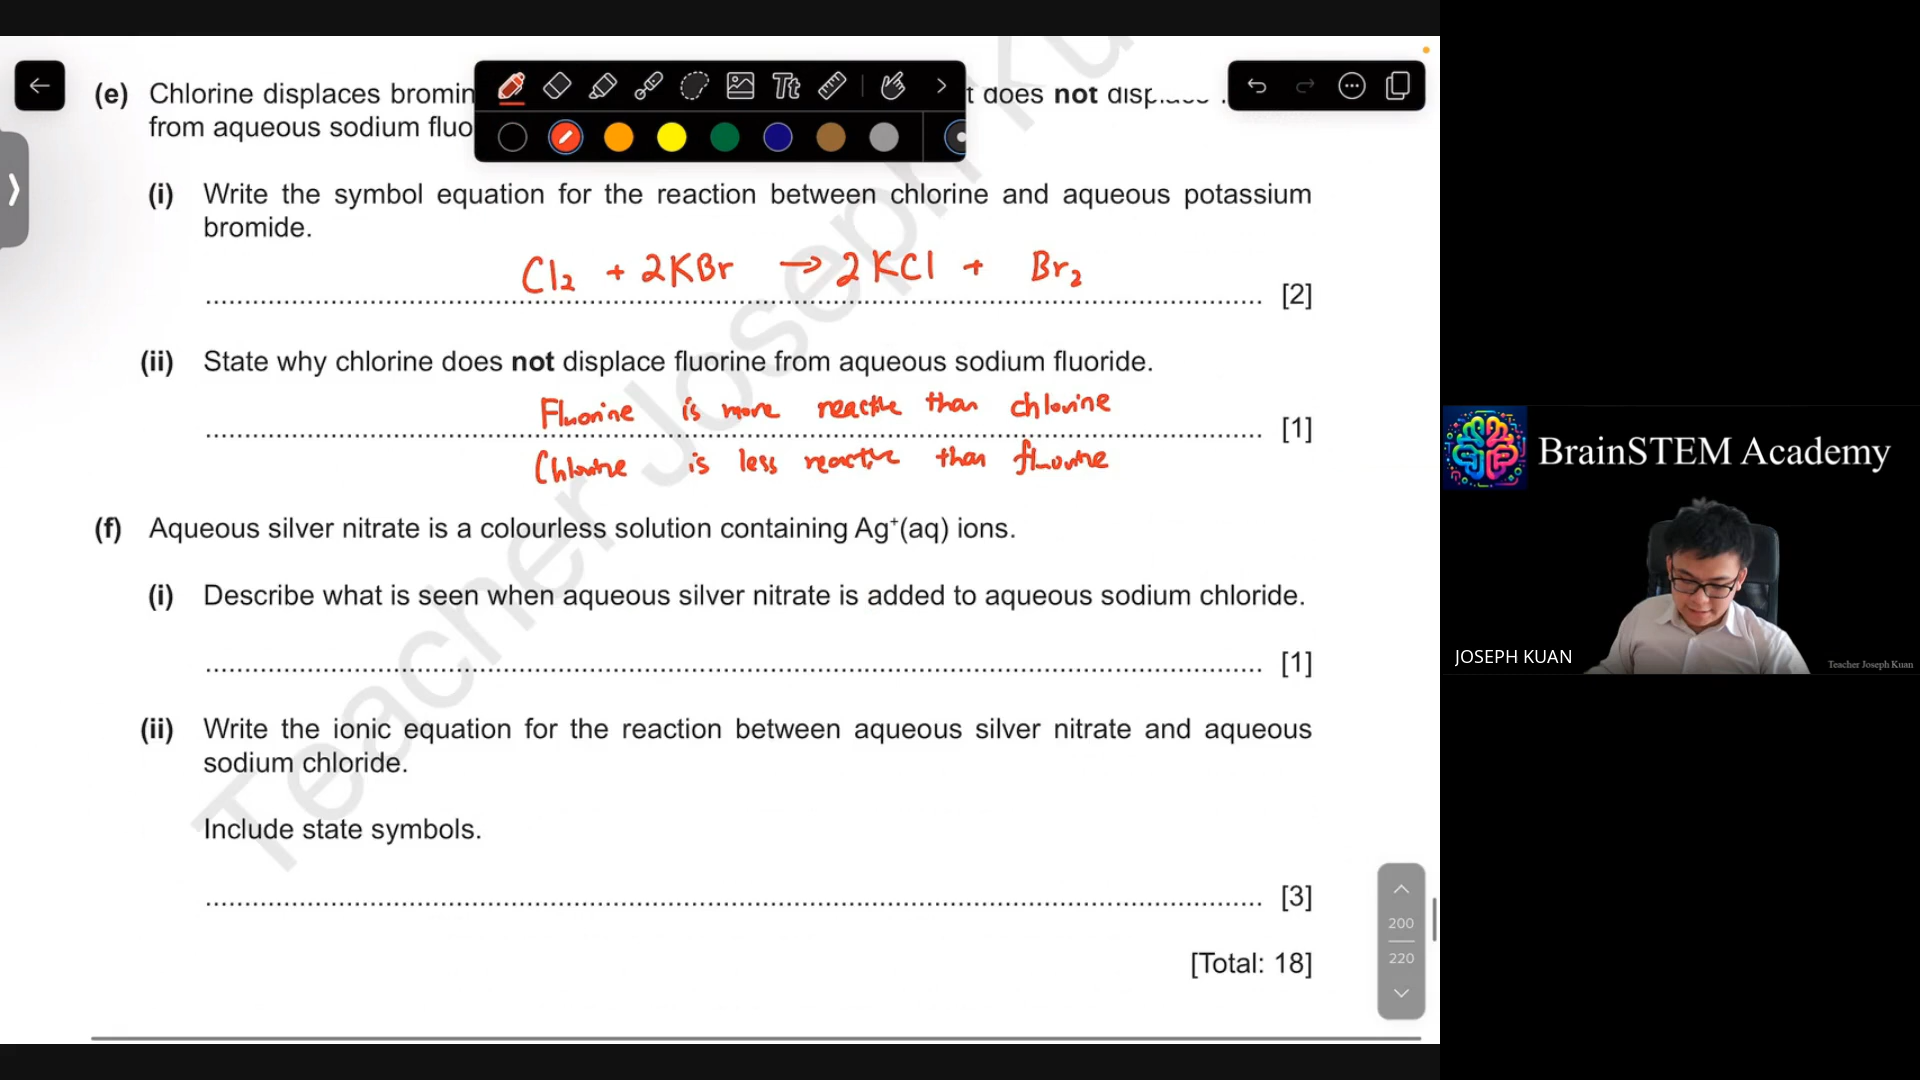 (e) Chlorine displaces bromin
t does not displace
from aqueous sodium fluo
(i) Write the symbol equation for the reaction between chlorine and aqueous potassium
bromide.
Cl₂ + 2KBr → 2KCl + Br₂
[2]
(ii) State why chlorine does not displace fluorine from aqueous sodium fluoride.
Fluorine is more reactive than chlorine
[1]
Chlorine is less reactive than fluorine
(f) Aqueous silver nitrate is a colourless solution containing Ag⁺(aq) ions.
(i) Describe what is seen when aqueous silver nitrate is added to aqueous sodium chloride.
[1]
(ii) Write the ionic equation for the reaction between aqueous silver nitrate and aqueous
sodium chloride.
Include state symbols.
[3]
[Total: 18]
Teacher Joseph Ku
Tt
200
220
BrainSTEM Academy
JOSEPH KUAN
Teacher Joseph Kuan